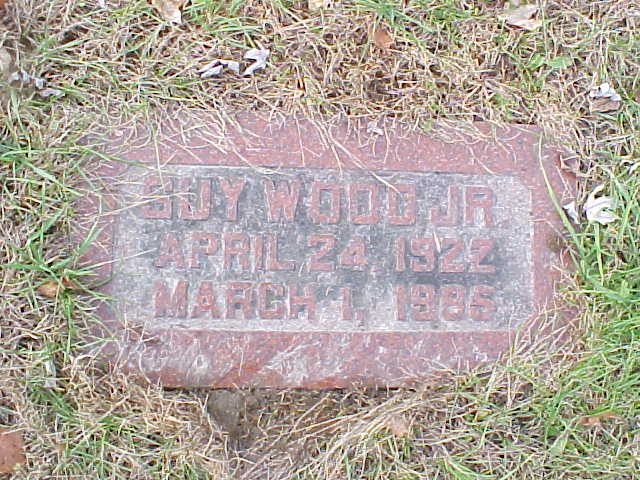 GUY WOOD JR.
APRIL 24, 1922
MARCH 1, 1985